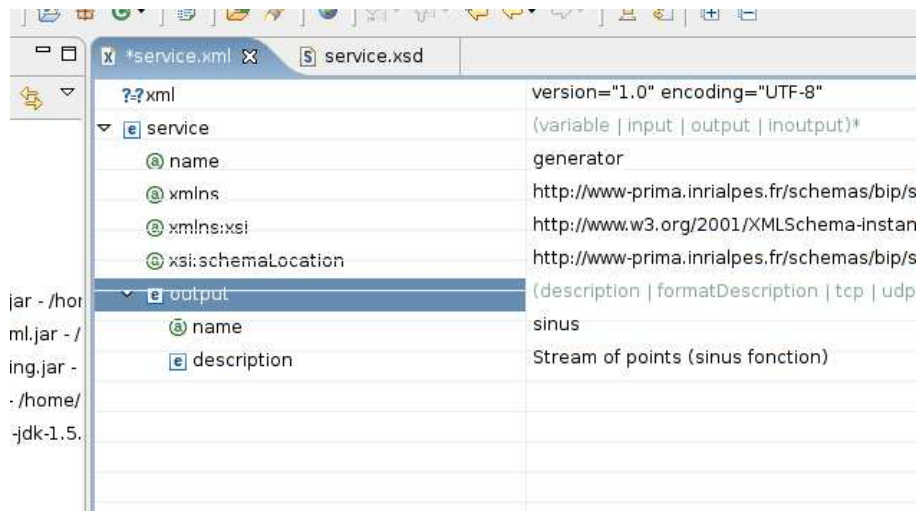 *service.xml
service.xsd
?=?xml version="1.0" encoding="UTF-8"
service (variable | input | output | inoutput)*
name generator
xmlns http://www-prima.inrialpes.fr/schemas/bip/s
xmlns:xsi http://www.w3.org/2001/XMLSchema-instan
xsi:schemaLocation http://www-prima.inrialpes.fr/schemas/bip/s
jar - /hor
output (description | formatDescription | tcp | udp
ml.jar - /
name sinus
ing.jar -
description Stream of points (sinus fonction)
- /home/
-jdk-1.5.